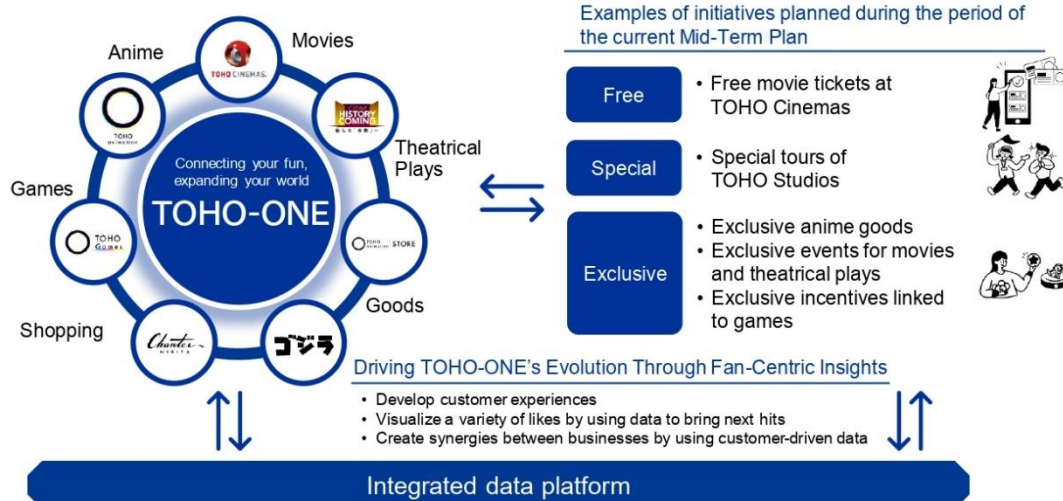 Movies
Anime
TOHO CINEMAS.
TOHO
animation
HISTORY
COMING
Theatrical
Plays
Connecting your fun,
expanding your world
TOHO-ONE
Games
TOHO
Games
STORE
Goods
Shopping
Chanter
HIBIYA
ゴジラ
Examples of initiatives planned during the period of
the current Mid-Term Plan
Free
• Free movie tickets at
TOHO Cinemas
Special
• Special tours of
TOHO Studios
Exclusive
• Exclusive anime goods
• Exclusive events for movies
and theatrical plays
• Exclusive incentives linked
to games
Driving TOHO-ONE's Evolution Through Fan-Centric Insights
• Develop customer experiences
• Visualize a variety of likes by using data to bring next hits
• Create synergies between businesses by using customer-driven data
Integrated data platform